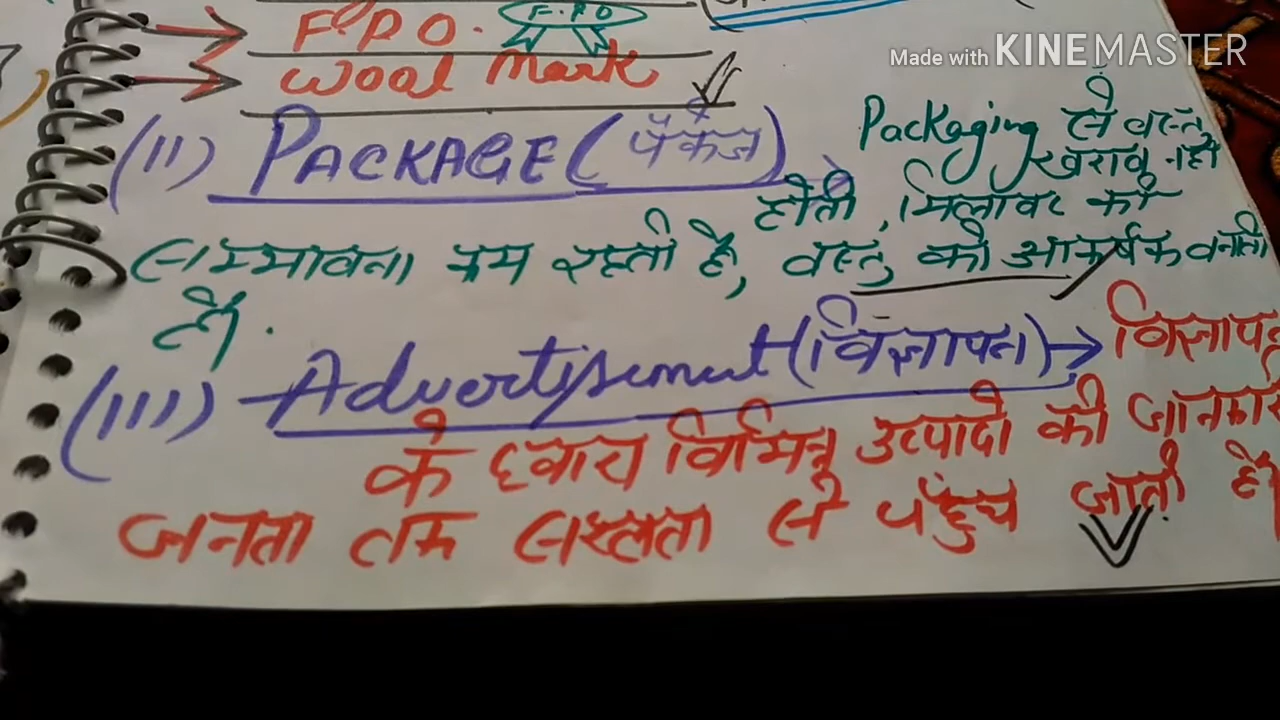 F.P.O. F.P.O
Wool Mark
Made with KINEMASTER
(II) PACKAGE (पैकेज)
Packaging से वस्तु
खराब नही
होती, मिलावट की
सम्भावना कम रहती है, वस्तु को आकर्षक बनाती
है.
(III) Advertisement (विज्ञापन) → विज्ञापन
के द्वारा विभिन्न उत्पादो की जानकारी
जनता तक सरलता से पहुँच जाती है।